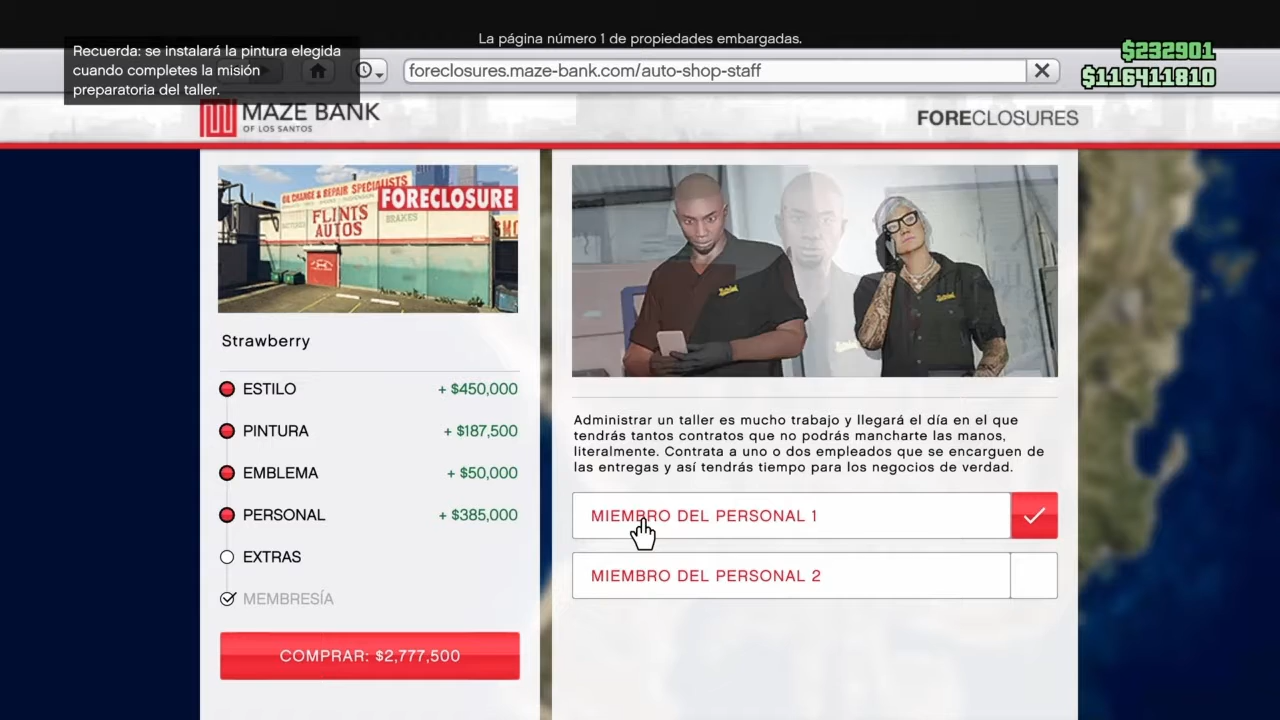 La página número 1 de propiedades embargadas.
Recuerda: se instalará la pintura elegida
cuando completes la misión
preparatoria del taller.
$232901
$116411810
foreclosures.maze-bank.com/auto-shop-staff
MAZE BANK
OF LOS SANTOS
FORECLOSURES
OIL CHANGE & REPAIR SPECIALISTS
FORECLOSURE
FLINTS
AUTOS
BRAKES
Strawberry
ESTILO + $450,000
PINTURA + $187,500
EMBLEMA + $50,000
PERSONAL + $385,000
EXTRAS
MEMBRESÍA
COMPRAR: $2,777,500
Administrar un taller es mucho trabajo y llegará el día en el que
tendrás tantos contratos que no podrás mancharte las manos,
literalmente. Contrata a uno o dos empleados que se encarguen de
las entregas y así tendrás tiempo para los negocios de verdad.
MIEMBRO DEL PERSONAL 1
MIEMBRO DEL PERSONAL 2